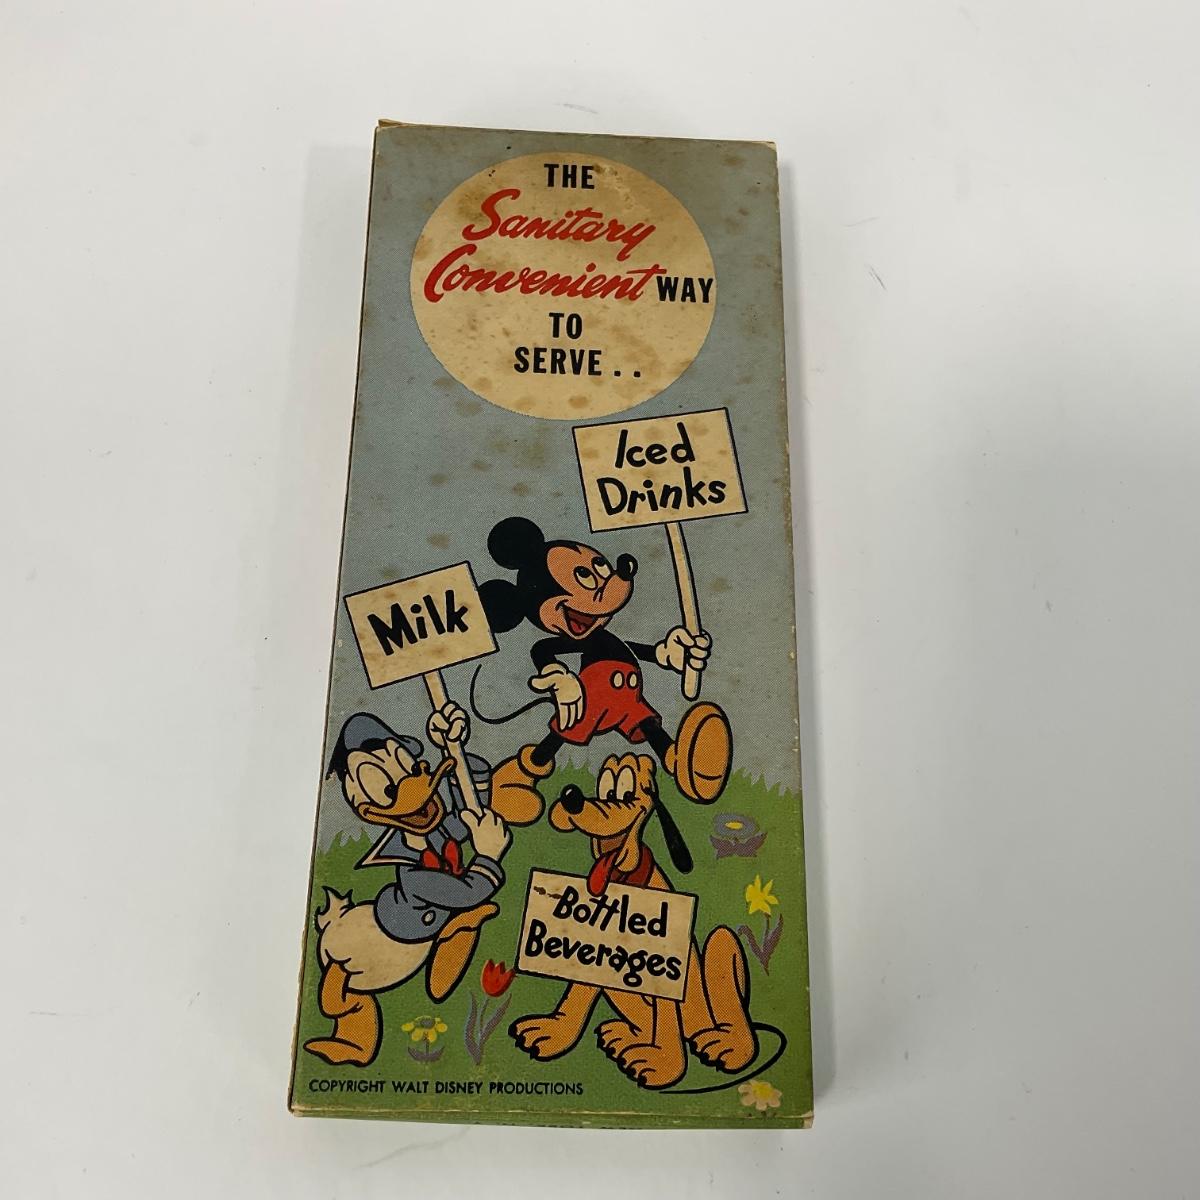 THE
Sanitary
Convenient WAY
TO
SERVE . .
Iced
Drinks
Milk
Bottled
Beverages
COPYRIGHT WALT DISNEY PRODUCTIONS